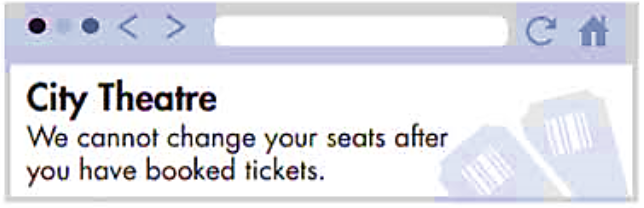 City Theatre
We cannot change your seats after
you have booked tickets.